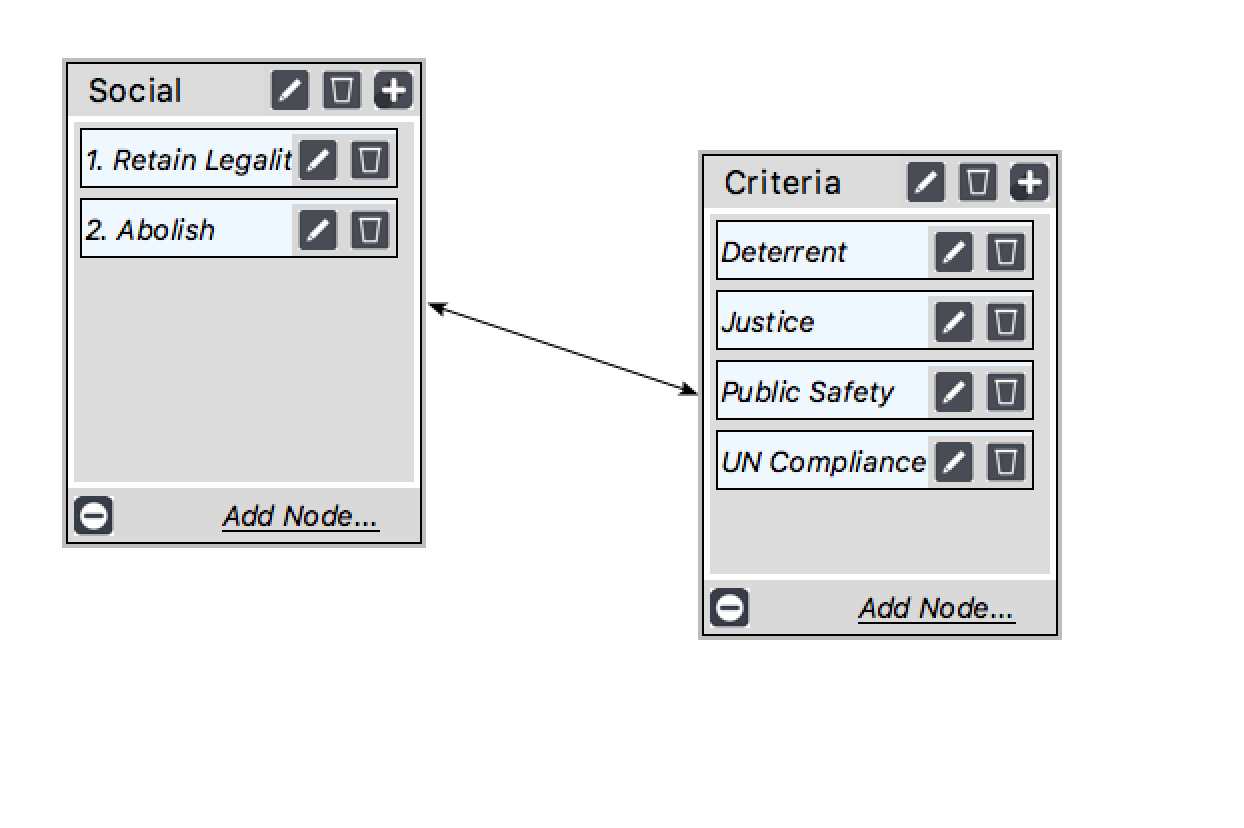 Social
1. Retain Legalit
2. Abolish
Add Node...
Criteria
Deterrent
Justice
Public Safety
UN Compliance
Add Node...